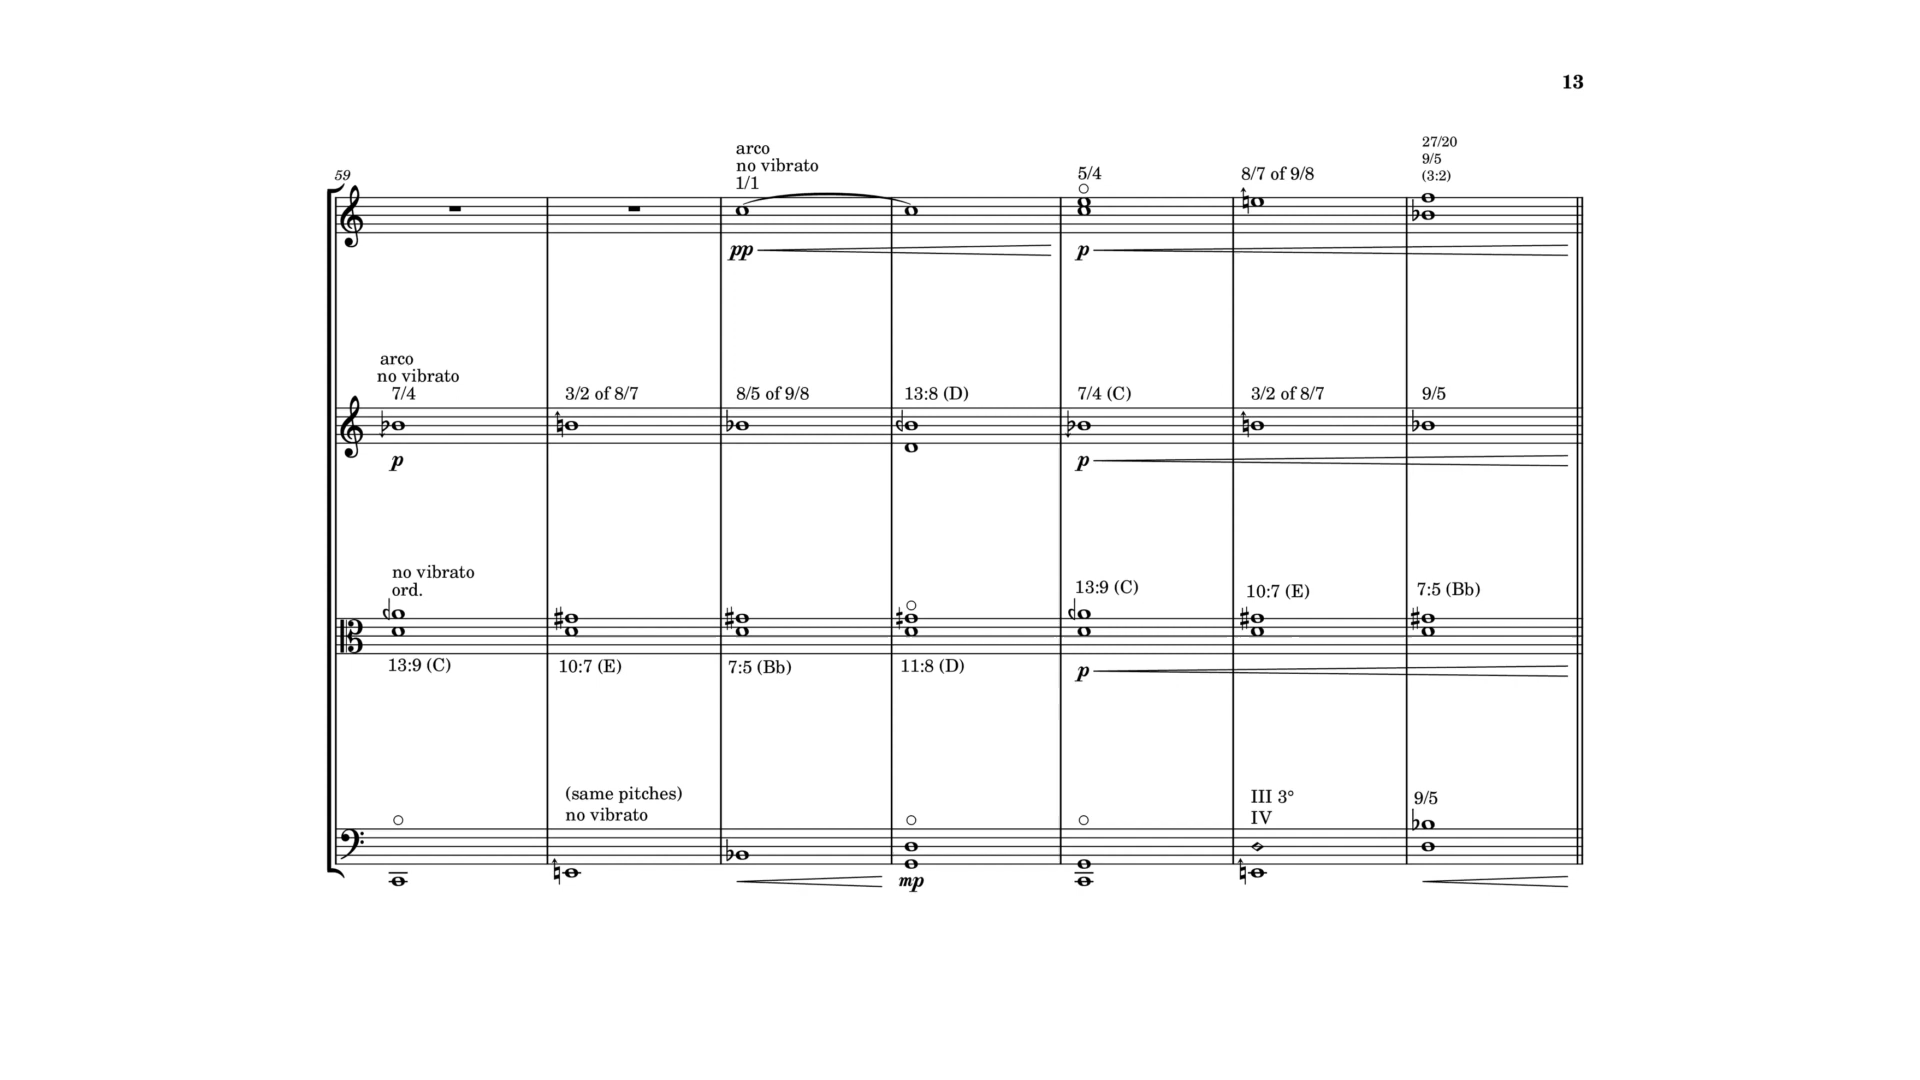 13
59
arco
no vibrato
1/1
5/4
8/7 of 9/8
27/20
9/5
(3:2)
pp
p
arco
no vibrato
7/4
3/2 of 8/7
8/5 of 9/8
13:8 (D)
7/4 (C)
3/2 of 8/7
9/5
p
p
no vibrato
ord.
13:9 (C)
10:7 (E)
7:5 (Bb)
13:9 (C)
10:7 (E)
7:5 (Bb)
11:8 (D)
p
(same pitches)
no vibrato
III 3°
IV
9/5
mp